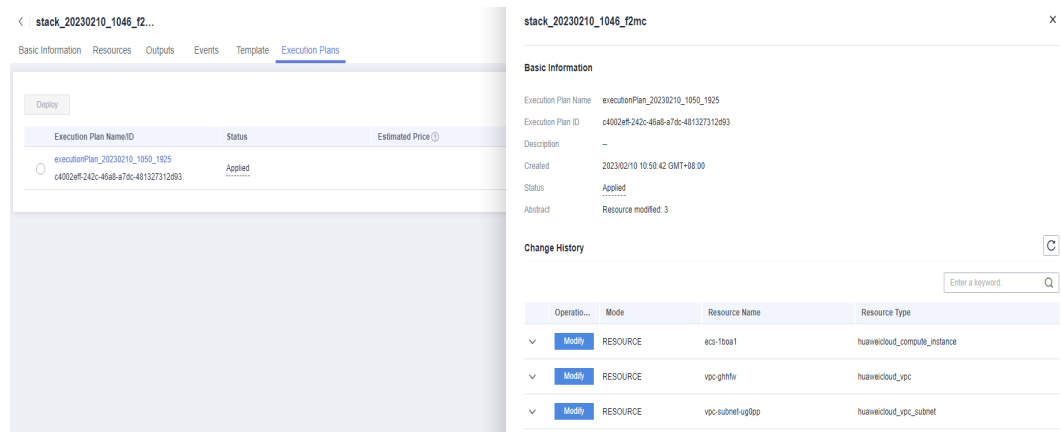 stack_20230210_1046_f2...
Basic Information Resources Outputs Events Template Execution Plans
Deploy
Execution Plan Name/ID Status Estimated Price
executionPlan_20230210_1050_1925
c4002eff-242c-46a8-a7dc-481327312d93
Applied
stack_20230210_1046_f2mc
X
Basic Information
Execution Plan Name executionPlan_20230210_1050_1925
Execution Plan ID c4002eff-242c-46a8-a7dc-481327312d93
Description --
Created 2023/02/10 10:50:42 GMT+08:00
Status Applied
Abstract Resource modified: 3
Change History
Enter a keyword.
Operatio... Mode Resource Name Resource Type
Modify RESOURCE ecs-1boa1 huaweicloud_compute_instance
Modify RESOURCE vpc-ghhfw huaweicloud_vpc
Modify RESOURCE vpc-subnet-ug0pp huaweicloud_vpc_subnet